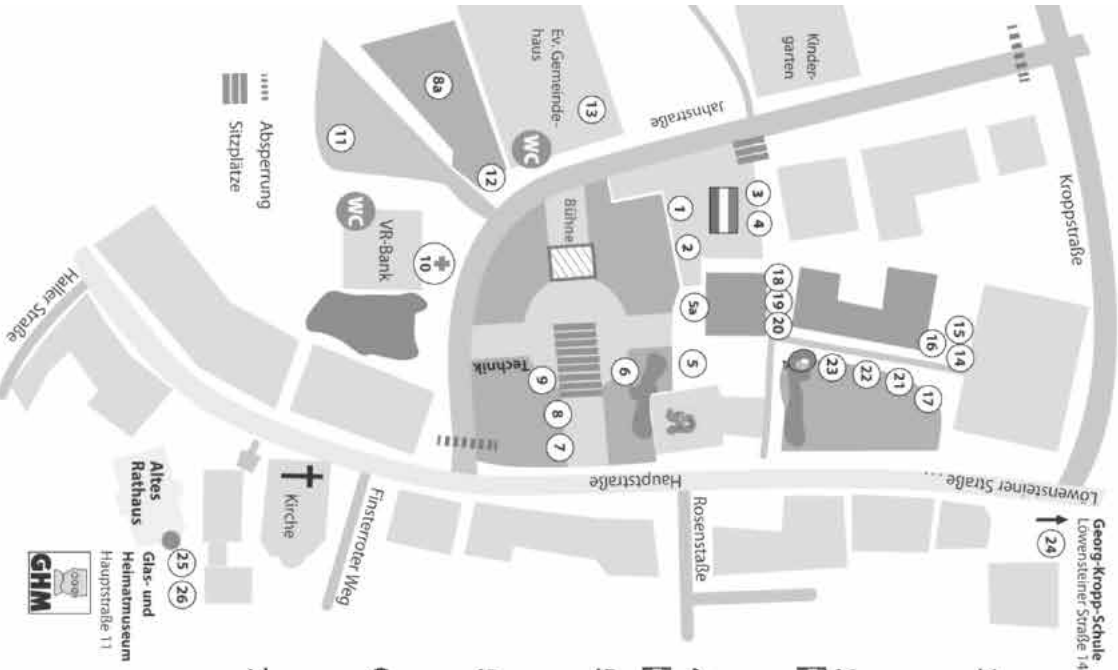 Kinder-
garten
Kroppstraße
Ev. Gemeinde-
haus
13
8a
12
11
WC
Jahnstraße
3
4
1
2
Bühne
5a
18
19
20
15
14
16
23
22
21
17
5
6
Technik
9
8
7
WC
VR-Bank
10
Absperrung
Sitzplätze
Haller Straße
Hauptstraße
Löwensteiner Straße ...
Georg-Kropp-Schule
Löwensteiner Straße 14
24
Rosenstaße
Finsterroter Weg
Kirche
Altes
Rathaus
25
26
Glas- und
Heimatmuseum
Hauptstraße 11
GHM